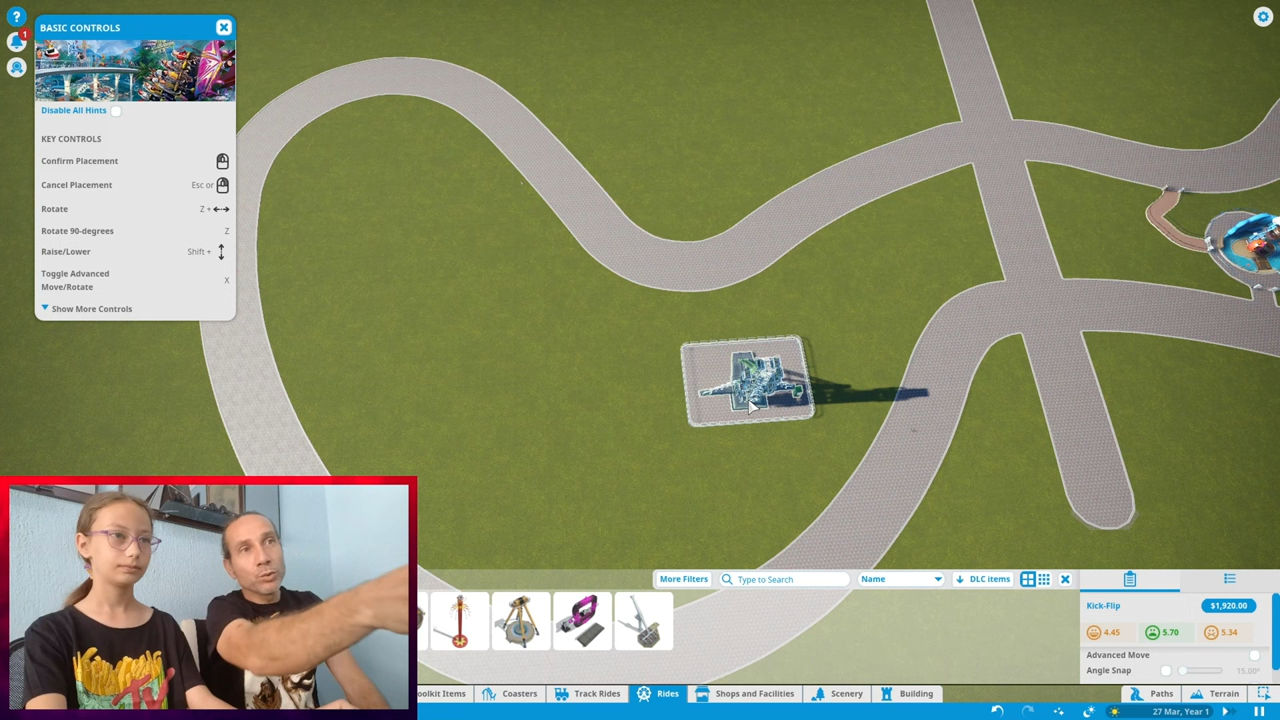 ?
1
BASIC CONTROLS
Disable All Hints
KEY CONTROLS
Confirm Placement
Cancel Placement Esc or
Rotate Z +
Rotate 90-degrees Z
Raise/Lower Shift +
Toggle Advanced
Move/Rotate X
Show More Controls
More Filters Type to Search Name DLC items
Kick-Flip $1,920.00
4.45 5.70 5.34
Advanced Move
Angle Snap 15.00°
oolkit Items Coasters Track Rides Rides Shops and Facilities Scenery Building Paths Terrain
27 Mar, Year 1